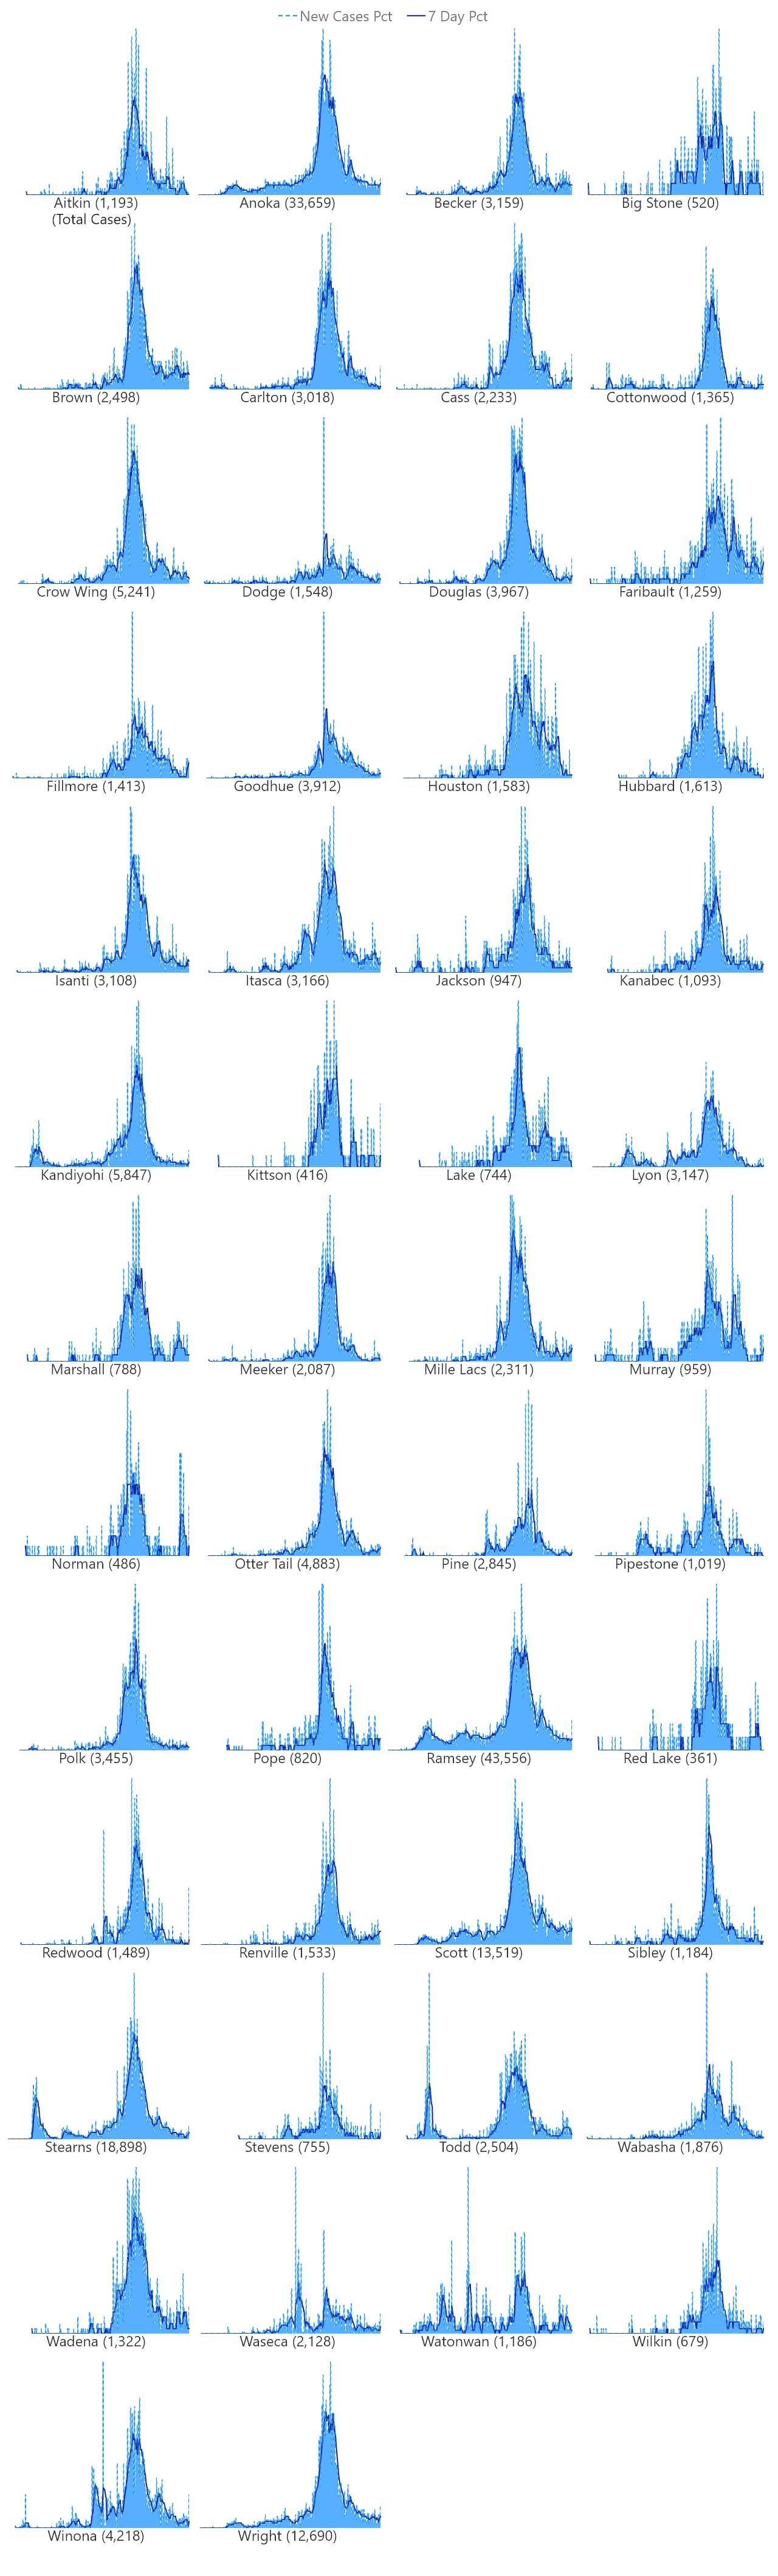 New Cases Pct 7 Day Pct
Aitkin (1,193) Anoka (33,659) Becker (3,159) Big Stone (520)
(Total Cases)
Brown (2,498) Carlton (3,018) Cass (2,233) Cottonwood (1,365)
Crow Wing (5,241) Dodge (1,548) Douglas (3,967) Faribault (1,259)
Fillmore (1,413) Goodhue (3,912) Houston (1,583) Hubbard (1,613)
Isanti (3,108) Itasca (3,166) Jackson (947) Kanabec (1,093)
Kandiyohi (5,847) Kittson (416) Lake (744) Lyon (3,147)
Marshall (788) Meeker (2,087) Mille Lacs (2,311) Murray (959)
Norman (486) Otter Tail (4,883) Pine (2,845) Pipestone (1,019)
Polk (3,455) Pope (820) Ramsey (43,556) Red Lake (361)
Redwood (1,489) Renville (1,533) Scott (13,519) Sibley (1,184)
Stearns (18,898) Stevens (755) Todd (2,504) Wabasha (1,876)
Wadena (1,322) Waseca (2,128) Watonwan (1,186) Wilkin (679)
Winona (4,218) Wright (12,690)